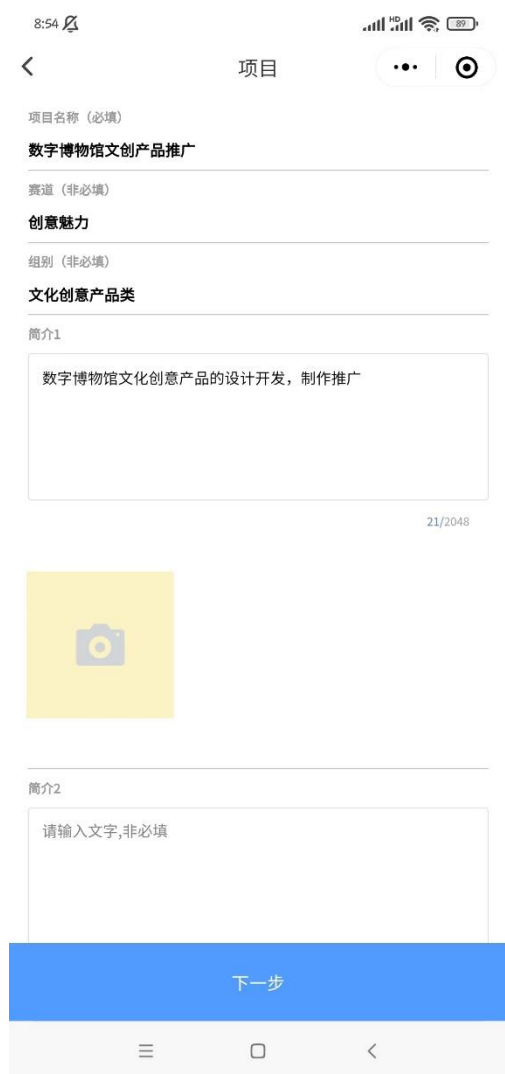 8:54
HD
89
项目
项目名称（必填）
数字博物馆文创产品推广
赛道（非必填）
创意魅力
组别（非必填）
文化创意产品类
简介1
数字博物馆文化创意产品的设计开发，制作推广
21/2048
简介2
请输入文字,非必填
下一步